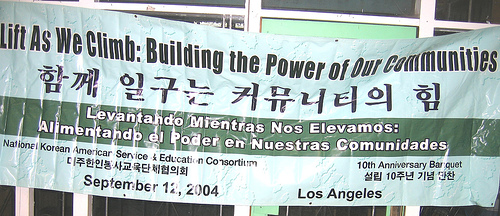 Lift As We Climb: Building the Power of Our Communities
함께 일구는 커뮤니티의 힘
Levantando Mientras Nos Elevamos:
Alimentando el Poder en Nuestras Comunidades
National Korean American Service & Education Consortium
미주한인봉사교육단체협의회
10th Anniversary Banquet
설립 10주년 기념 만찬
September 12, 2004
Los Angeles